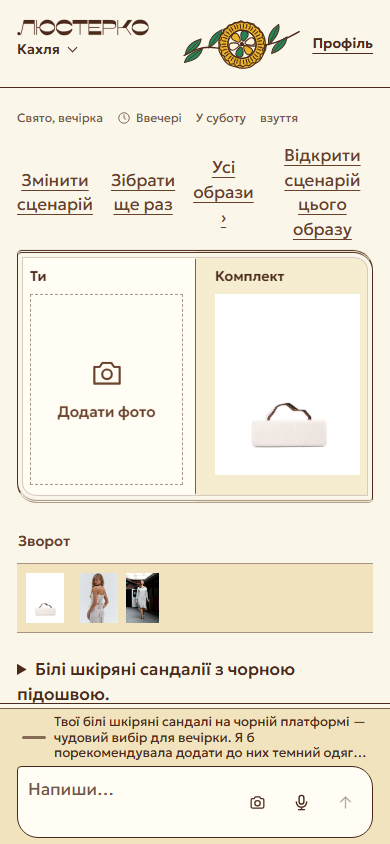 ЛЮСТЕРКО
Кахля
Профіль
Свято, вечірка Ввечері У суботу взуття
Змінити
сценарій
Зібрати
ще раз
Усі
образи
›
Відкрити
сценарій
цього
образу
Ти
Комплект
Додати фото
Зворот
Білі шкіряні сандалії з чорною
підошвою.
Твої білі шкіряні сандалі на чорній платформі —
чудовий вибір для вечірки. Я б
порекомендувала додати до них темний одяг…
Напиши…